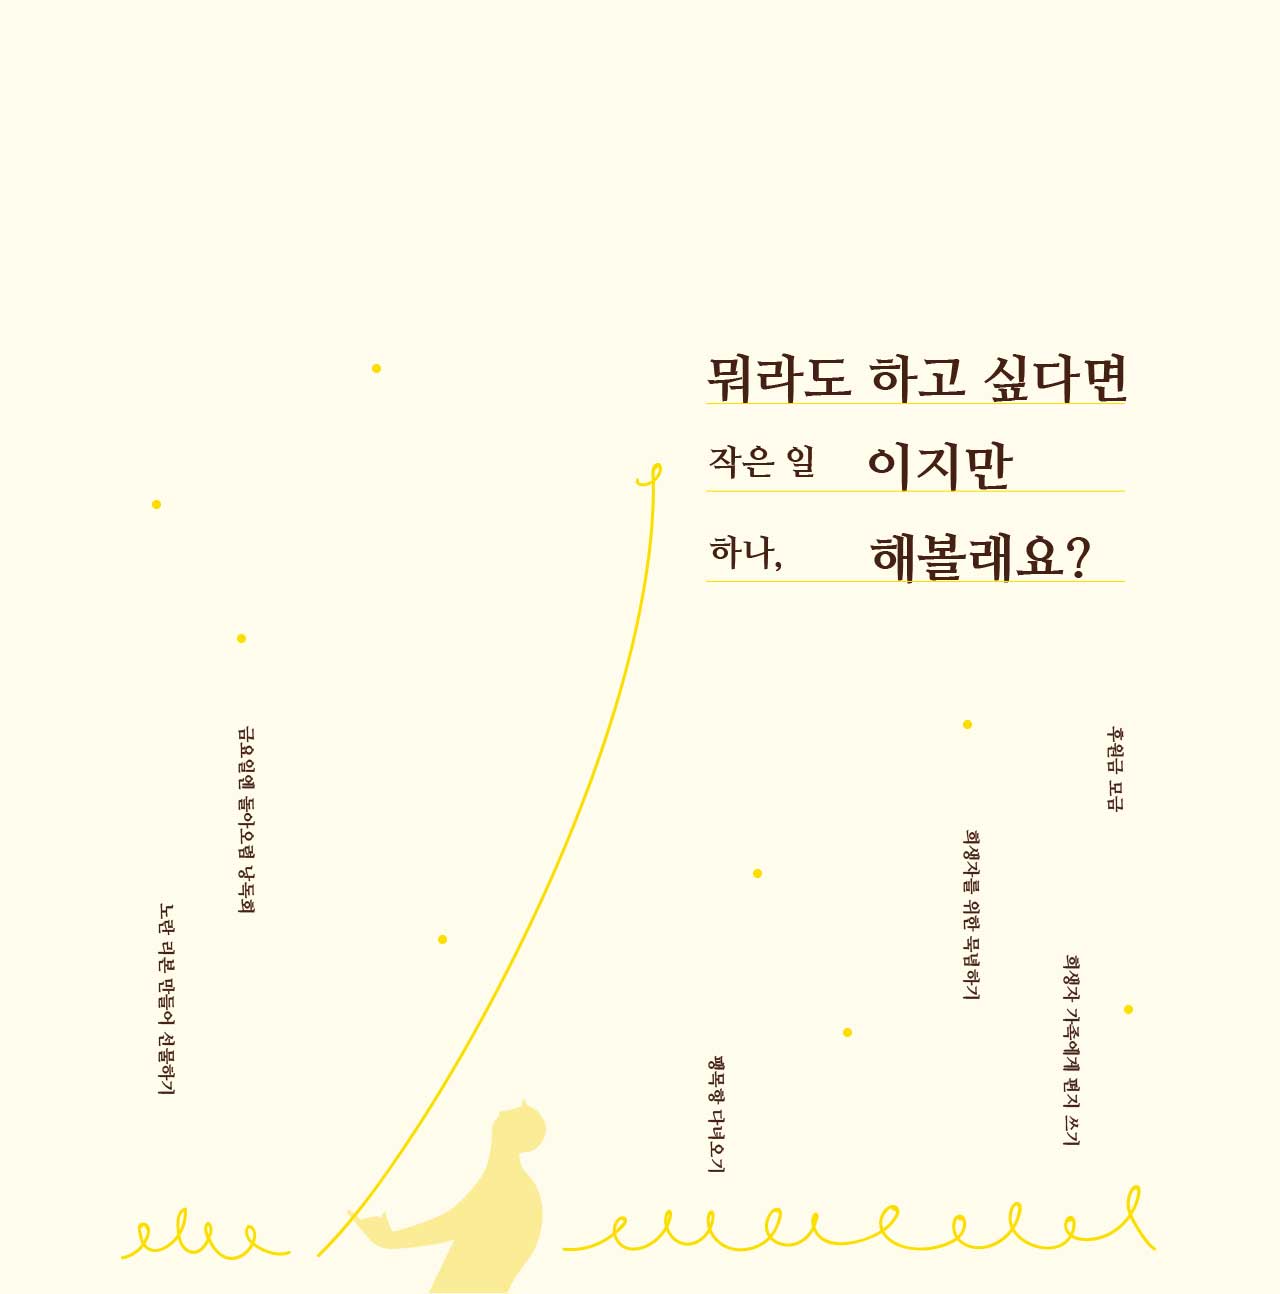 뭐라도 하고 싶다면
작은 일 이지만
하나, 해볼래요?
금요일엔 돌아오렴 낭독회
노란 리본 만들어 선물하기
후원금 모금
희생자를 위한 묵념하기
희생자 가족에게 편지 쓰기
팽목항 다녀오기